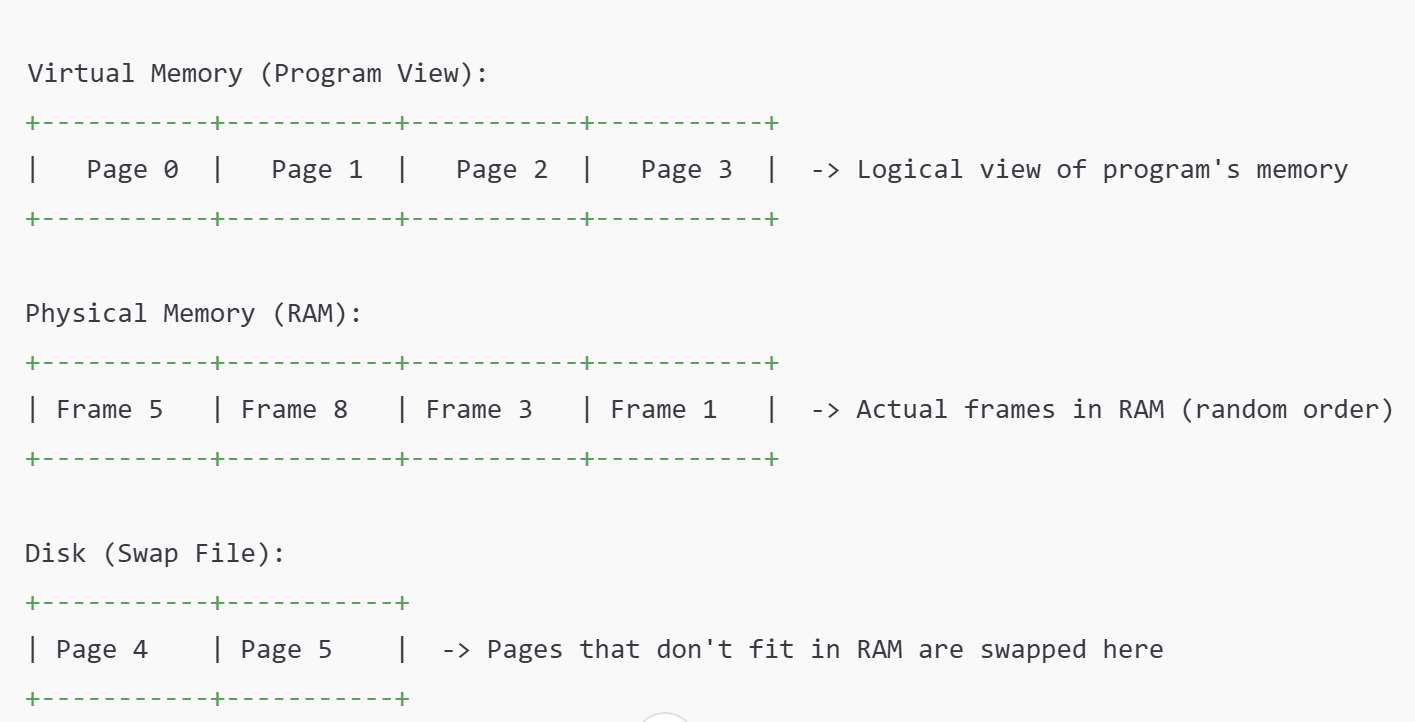 Virtual Memory (Program View):
+-----------+-----------+-----------+-----------+
|   Page 0  |   Page 1  |   Page 2  |   Page 3  |  -> Logical view of program's memory
+-----------+-----------+-----------+-----------+
Physical Memory (RAM):
+-----------+-----------+-----------+-----------+
| Frame 5   | Frame 8   | Frame 3   | Frame 1   |  -> Actual frames in RAM (random order)
+-----------+-----------+-----------+-----------+
Disk (Swap File):
+-----------+-----------+
| Page 4    | Page 5    |  -> Pages that don't fit in RAM are swapped here
+-----------+-----------+